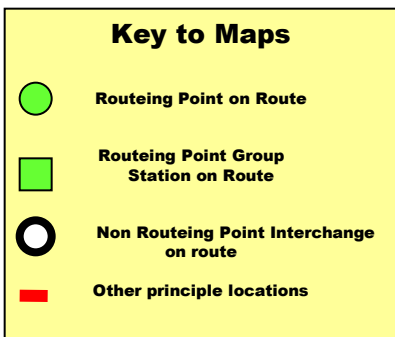 Key to Maps
Routeing Point on Route
Routeing Point Group
Station on Route
Non Routeing Point Interchange
on route
Other principle locations